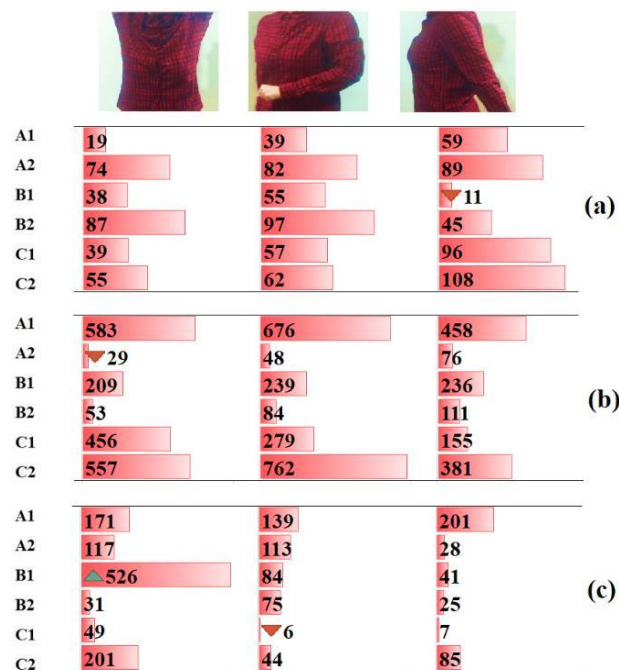 A1 19 39 59
A2 74 82 89
B1 38 55 11
B2 87 97 45
C1 39 57 96
C2 55 62 108
(a)
A1 583 676 458
A2 29 48 76
B1 209 239 236
B2 53 84 111
C1 456 279 155
C2 557 762 381
(b)
A1 171 139 201
A2 117 113 28
B1 526 84 41
B2 31 75 25
C1 49 6 7
C2 201 44 85
(c)